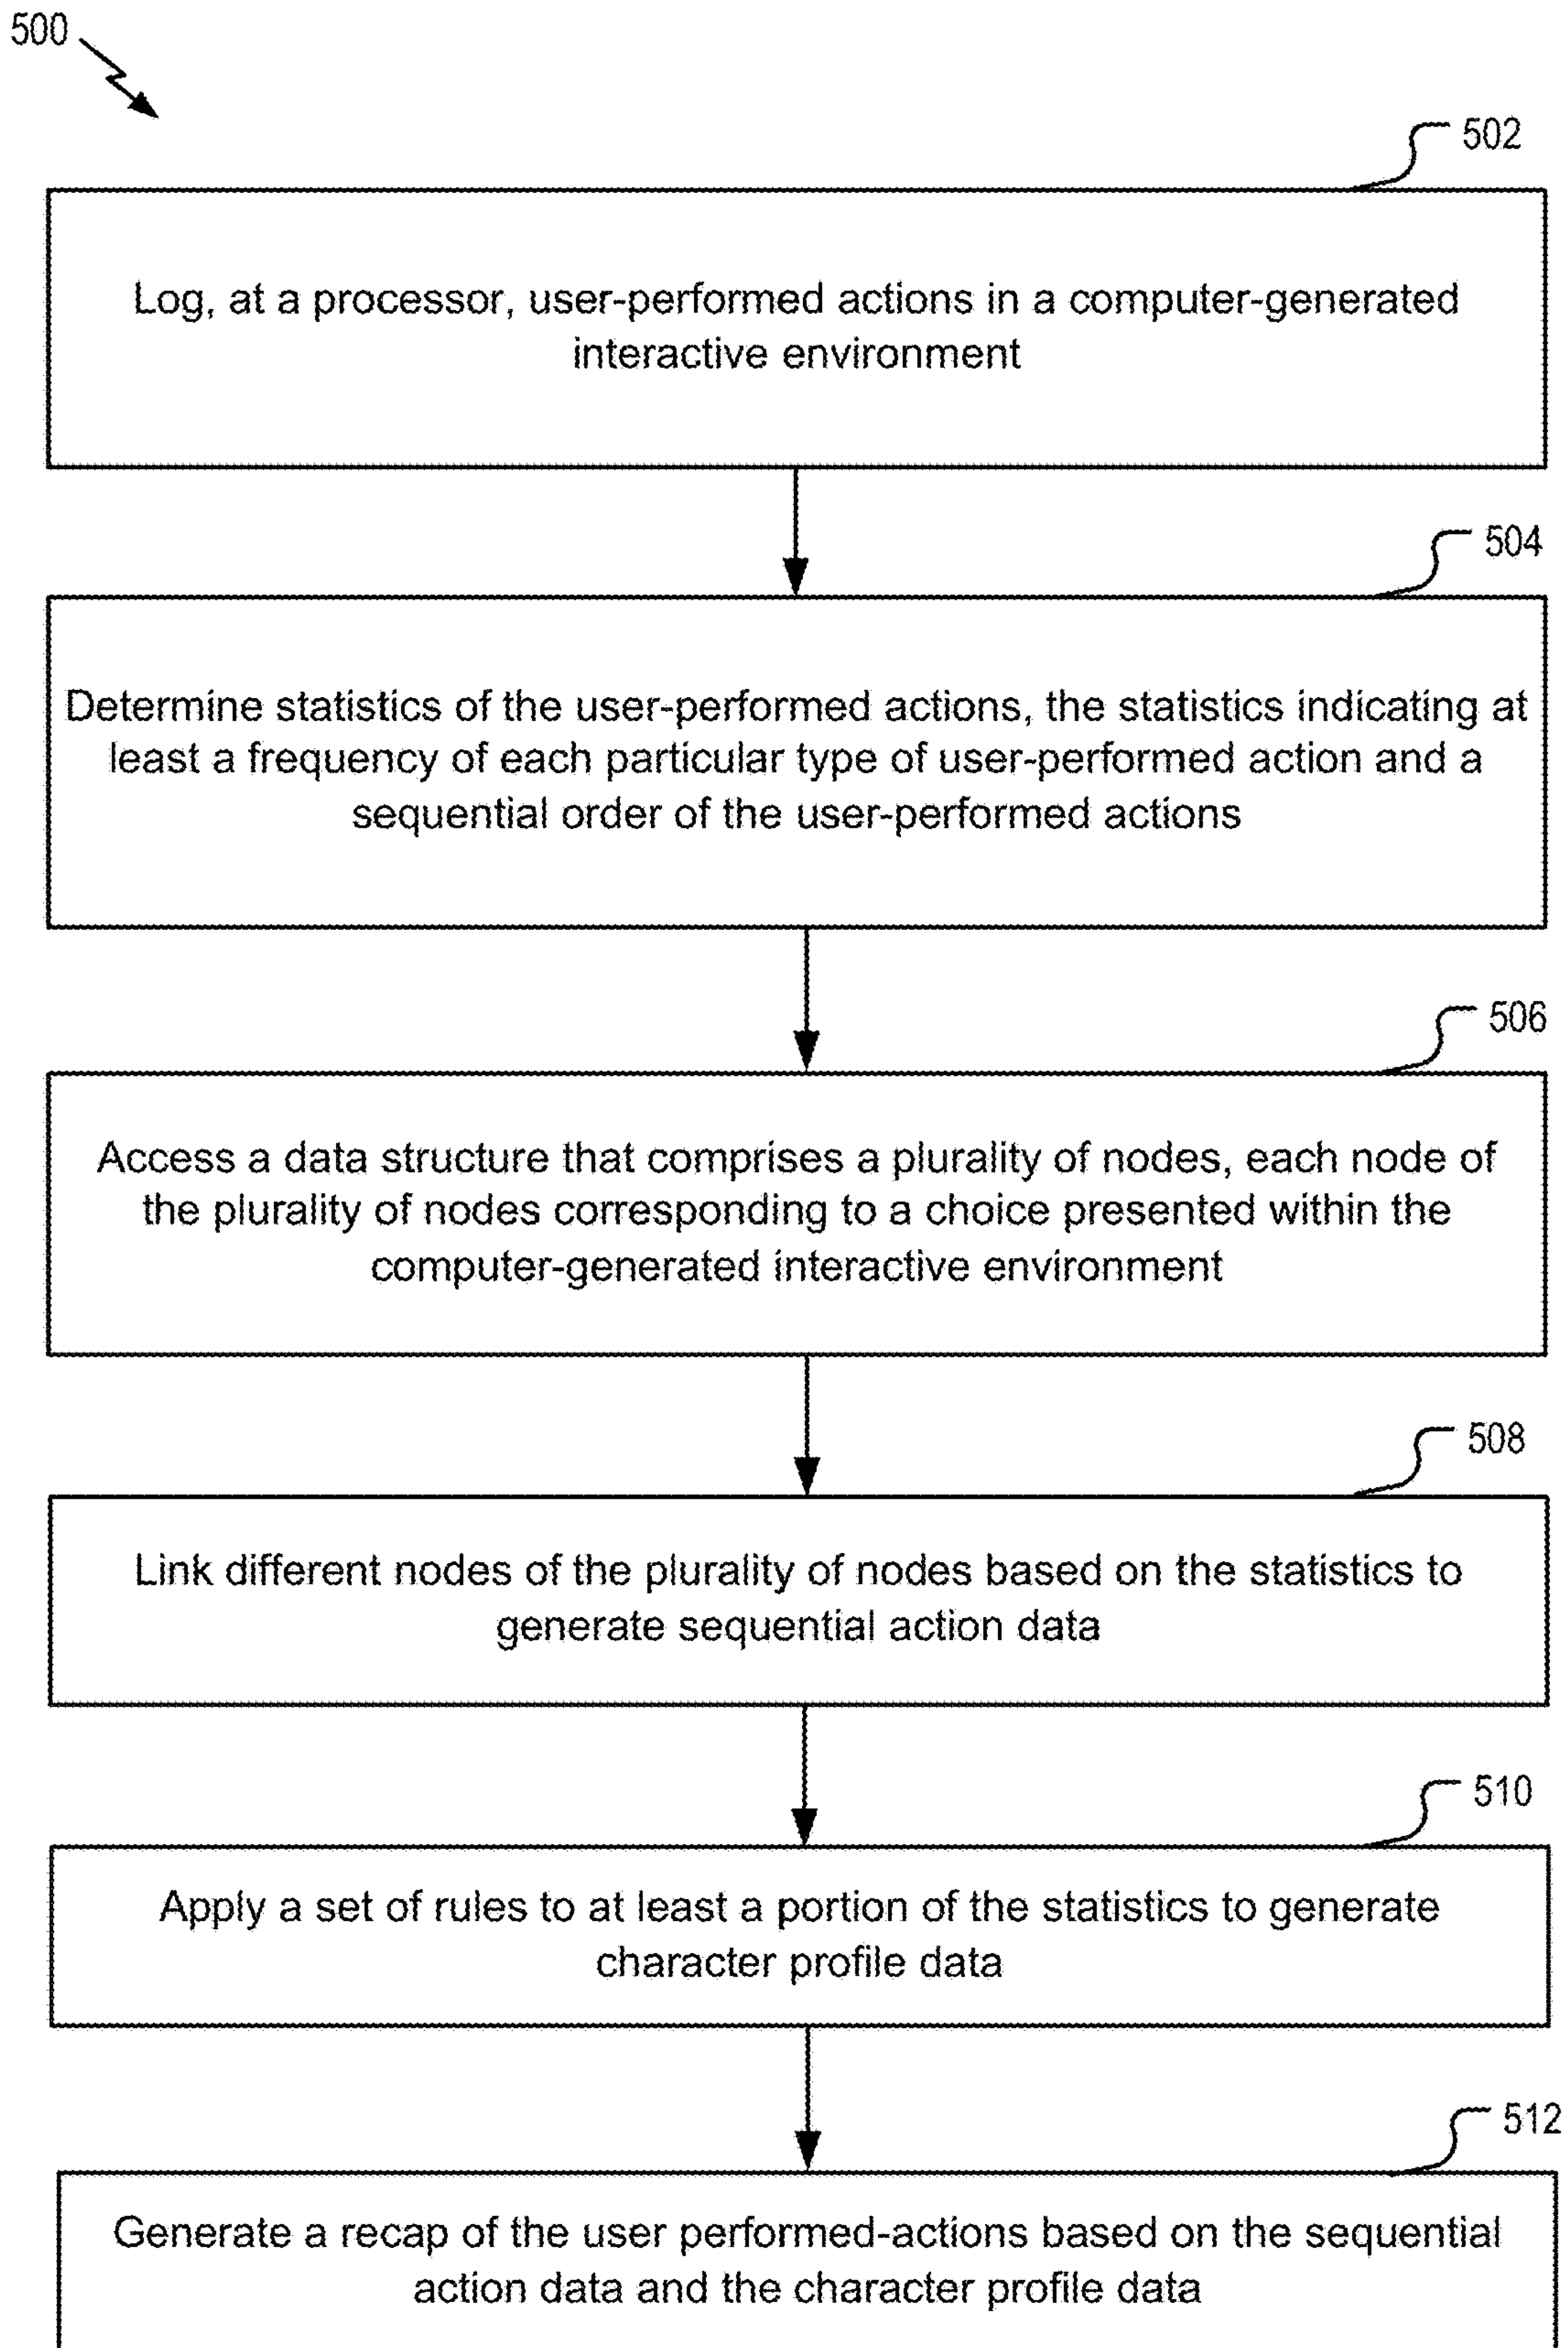 500
502
Log, at a processor, user-performed actions in a computer-generated
interactive environment
504
Determine statistics of the user-performed actions, the statistics indicating at
least a frequency of each particular type of user-performed action and a
sequential order of the user-performed actions
506
Access a data structure that comprises a plurality of nodes, each node of
the plurality of nodes corresponding to a choice presented within the
computer-generated interactive environment
508
Link different nodes of the plurality of nodes based on the statistics to
generate sequential action data
510
Apply a set of rules to at least a portion of the statistics to generate
character profile data
512
Generate a recap of the user performed-actions based on the sequential
action data and the character profile data